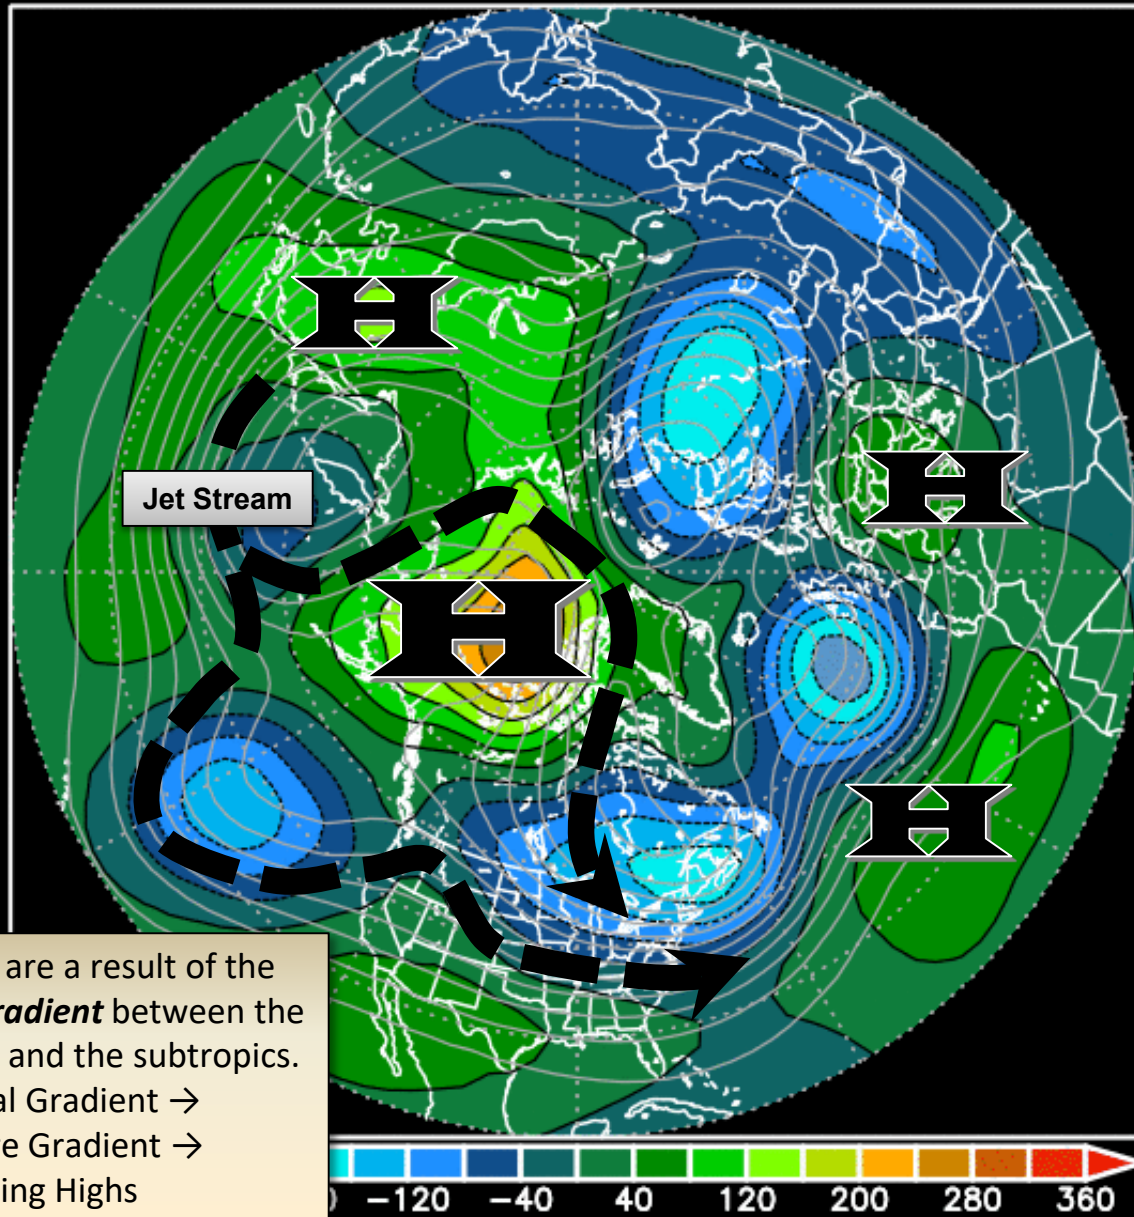 H
Jet Stream
H
H
H
are a result of the
radient between the
and the subtropics.
al Gradient →
e Gradient →
ing Highs
−120 −40 40 120 200 280 360